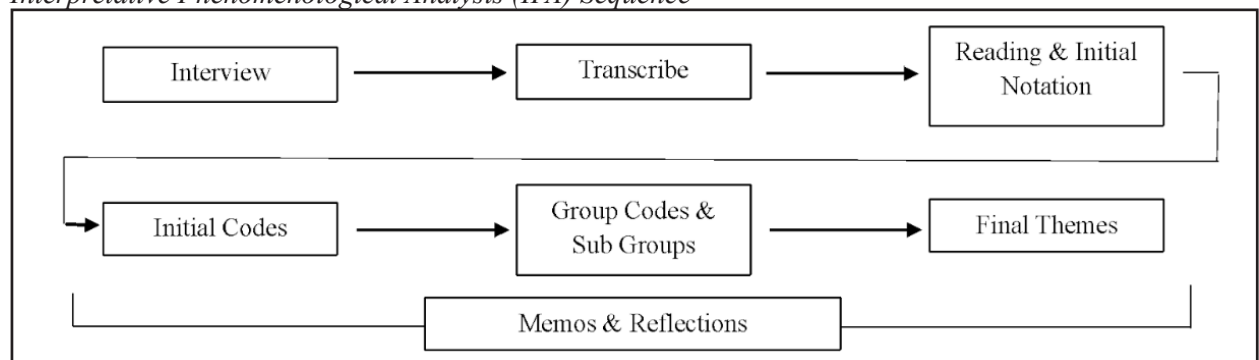 Interpretative Phenomenological Analysis (IPA) Sequence
Interview
Transcribe
Reading & Initial
Notation
Initial Codes
Group Codes &
Sub Groups
Final Themes
Memos & Reflections